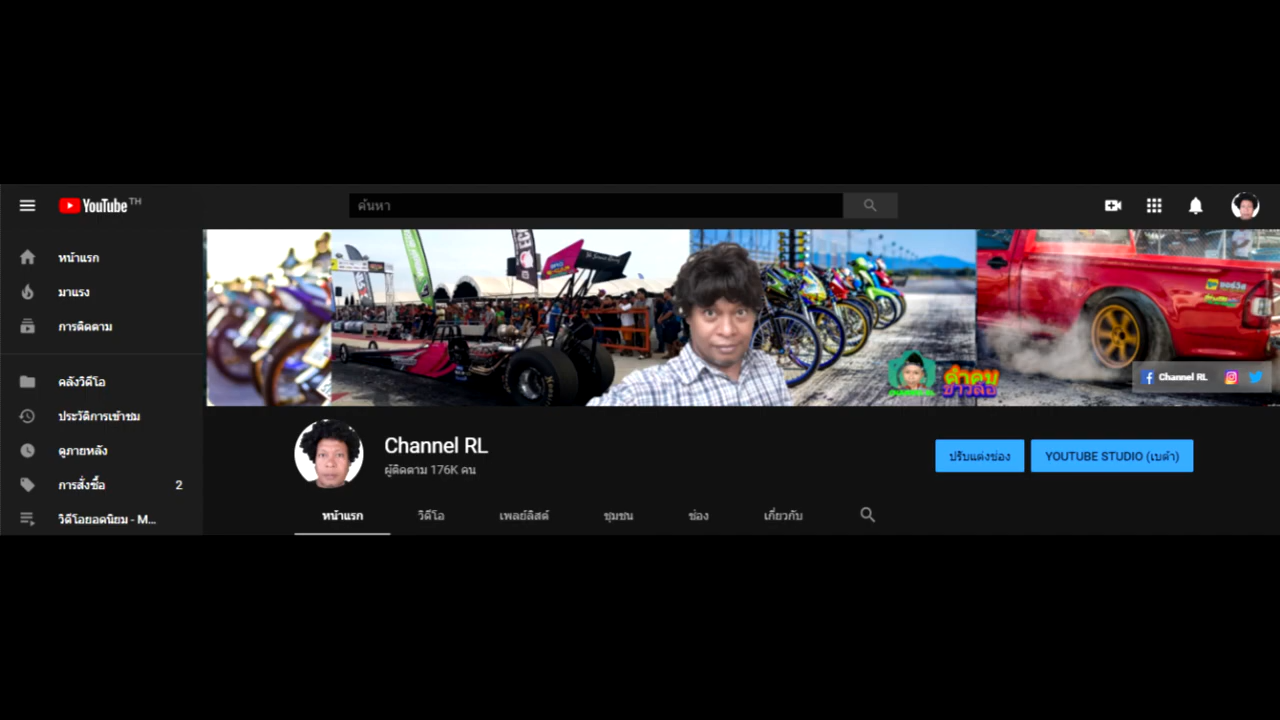 YouTube TH
ค้นหา
หน้าแรก
มาแรง
การติดตาม
คลังวิดีโอ
ประวัติการเข้าชม
ดูภายหลัง
การสั่งซื้อ 2
วิดีโอยอดนิยม - M...
Channel RL
Channel RL
ผู้ติดตาม 176K คน
ปรับแต่งช่อง
YOUTUBE STUDIO (เบต้า)
หน้าแรก วิดีโอ เพลย์ลิสต์ ชุมชน ช่อง เกี่ยวกับ